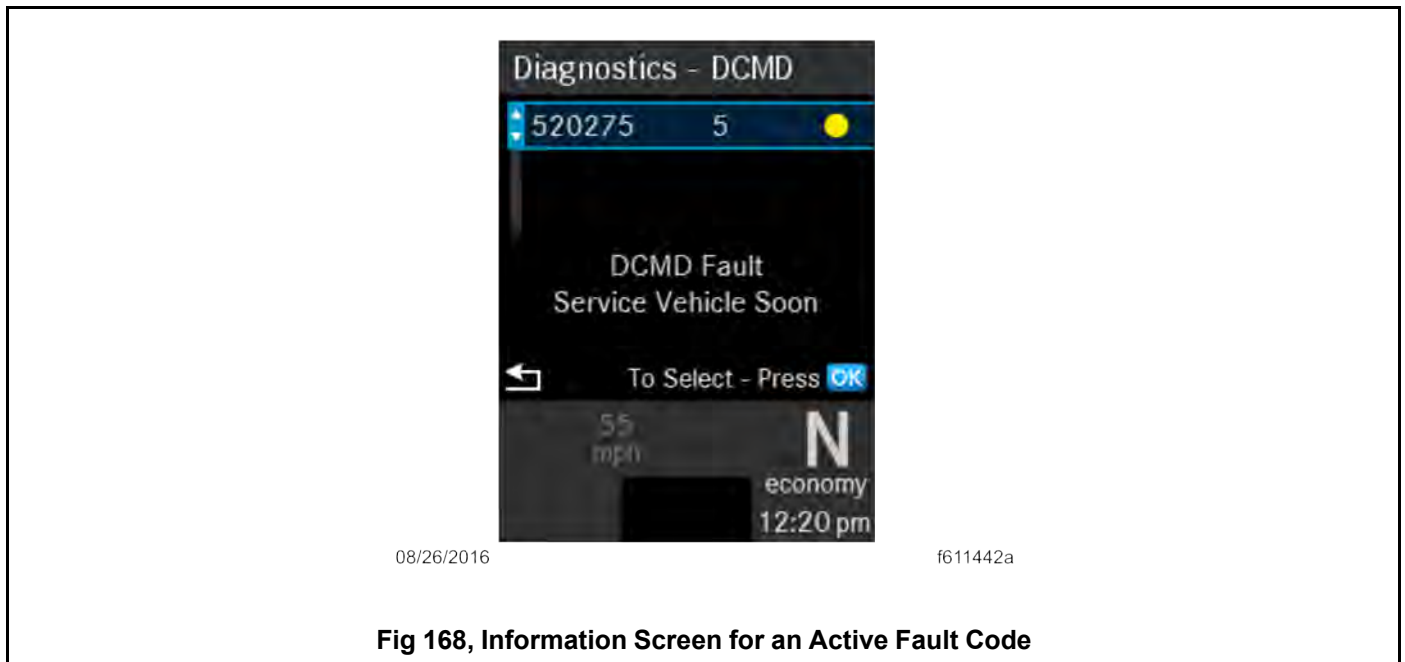 Diagnostics - DCMD
520275 5
DCMD Fault
Service Vehicle Soon
To Select - Press OK
55
mph
N
economy
12:20 pm
08/26/2016
f611442a
Fig 168, Information Screen for an Active Fault Code